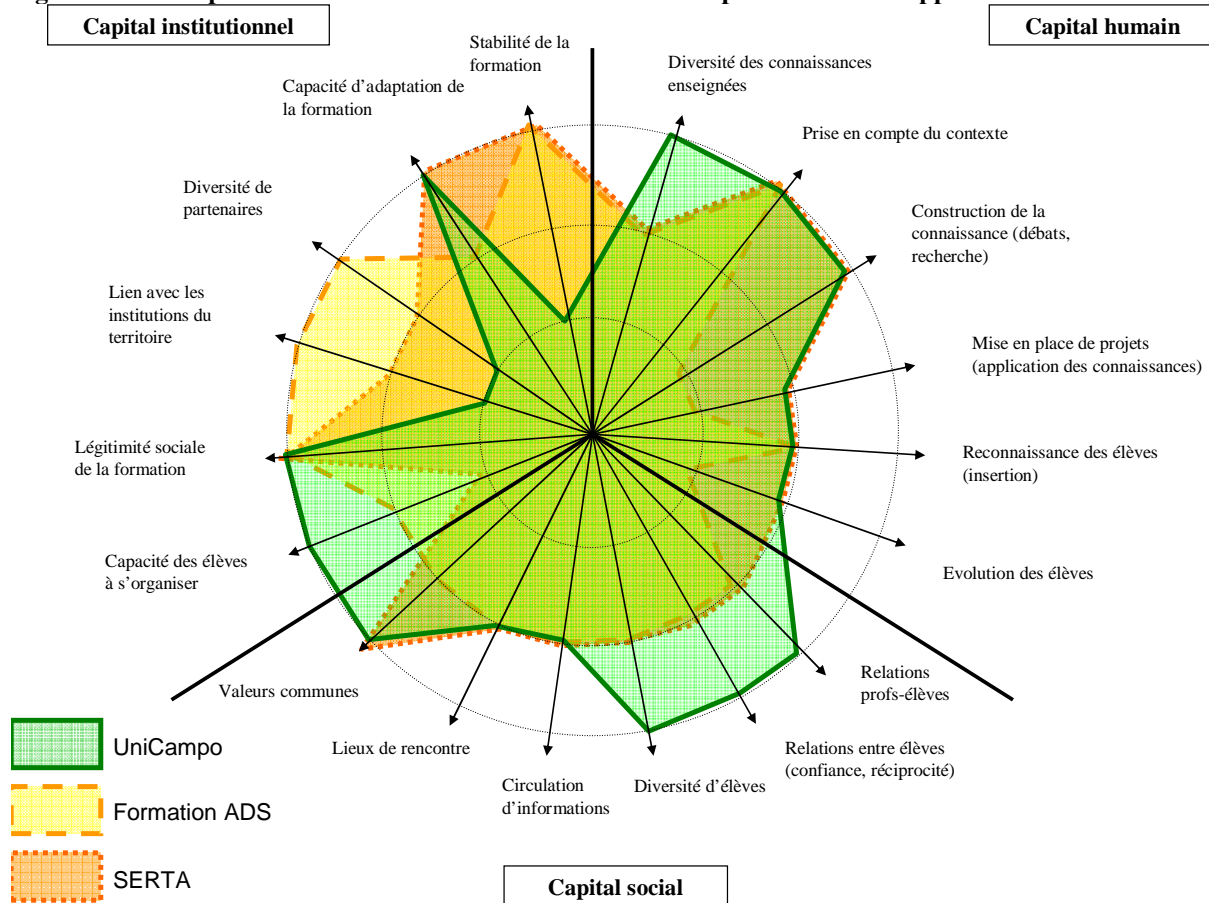 Capital institutionnel
Capital humain
Stabilité de la
formation
Diversité des connaissances
enseignées
Capacité d'adaptation de
la formation
Prise en compte du contexte
Diversité de
partenaires
Construction de la
connaissance (débats,
recherche)
Lien avec les
institutions du
territoire
Mise en place de projets
(application des connaissances)
Légitimité sociale
de la formation
Reconnaissance des élèves
(insertion)
Capacité des élèves
à s'organiser
Evolution des élèves
Valeurs communes
Relations
profs-élèves
Lieux de rencontre
Relations entre élèves
(confiance, réciprocité)
Circulation
d'informations
Diversité d'élèves
UniCampo
Formation ADS
SERTA
Capital social